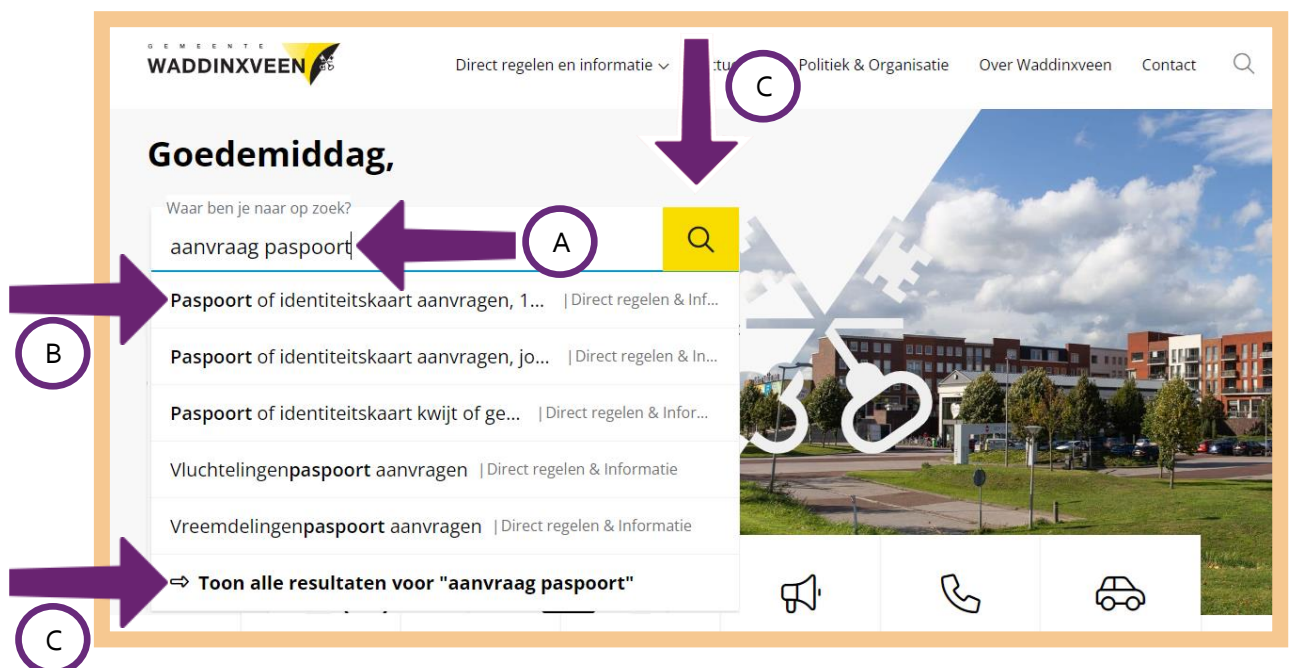 GEMEENTE
WADDINXVEEN
Direct regelen en informatie
Politiek & Organisatie
Over Waddinxveen
Contact
C
Goedemiddag,
Waar ben je naar op zoek?
aanvraag paspoort
A
B
Paspoort of identiteitskaart aanvragen, 1... |Direct regelen & Inf...
Paspoort of identiteitskaart aanvragen, jo... |Direct regelen & In...
Paspoort of identiteitskaart kwijt of ge... |Direct regelen & Infor...
Vluchtelingenpaspoort aanvragen |Direct regelen & Informatie
Vreemdelingenpaspoort aanvragen |Direct regelen & Informatie
⇨ Toon alle resultaten voor "aanvraag paspoort"
C